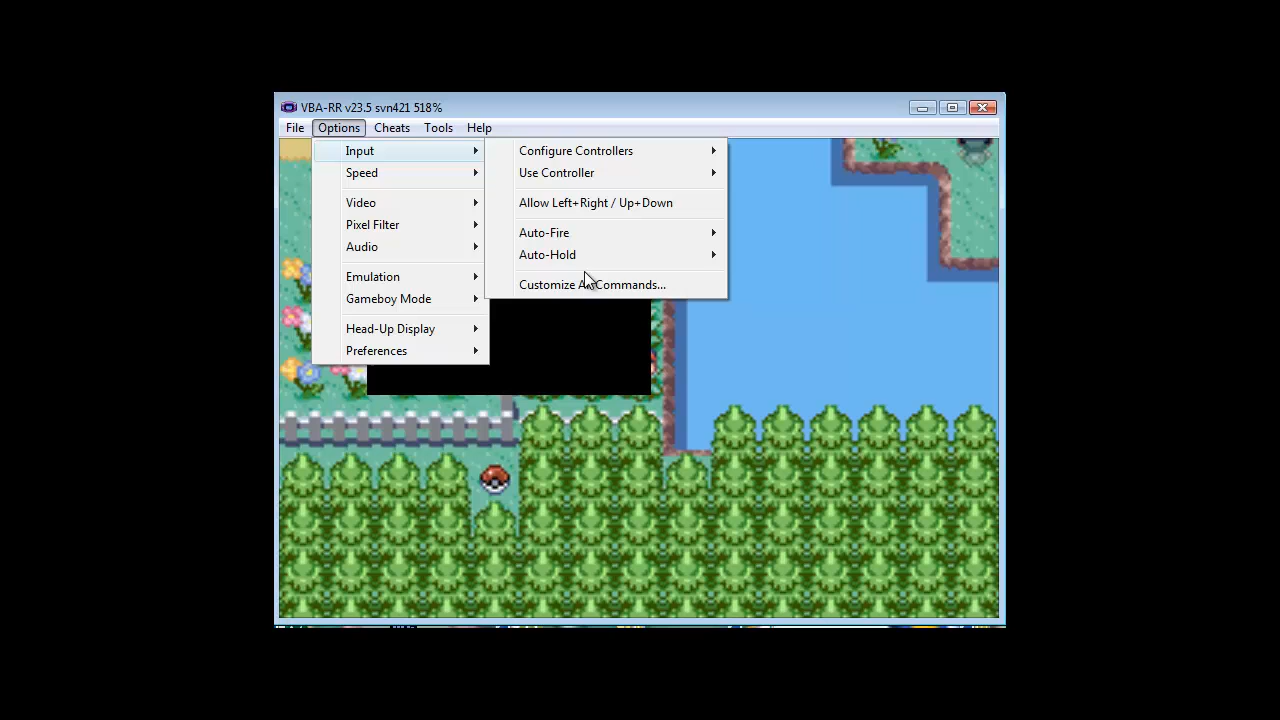 VBA-RR v23.5 svn421 518%
File Options Cheats Tools Help
Input
Speed
Video
Pixel Filter
Audio
Emulation
Gameboy Mode
Head-Up Display
Preferences
Configure Controllers
Use Controller
Allow Left+Right / Up+Down
Auto-Fire
Auto-Hold
Customize Commands...